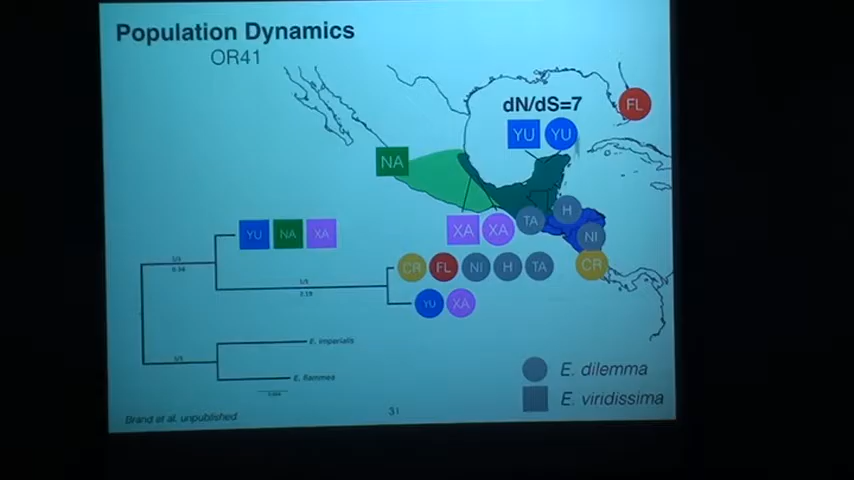 Population Dynamics
OR41
dN/dS=7
FL
YU YU
NA
XA XA TA H
NI
CR
YU NA XA
CR FL NI H TA
YU XA
E. imperialis
E. flammea
E. dilemma
E. viridissima
Brand et al. unpublished
31